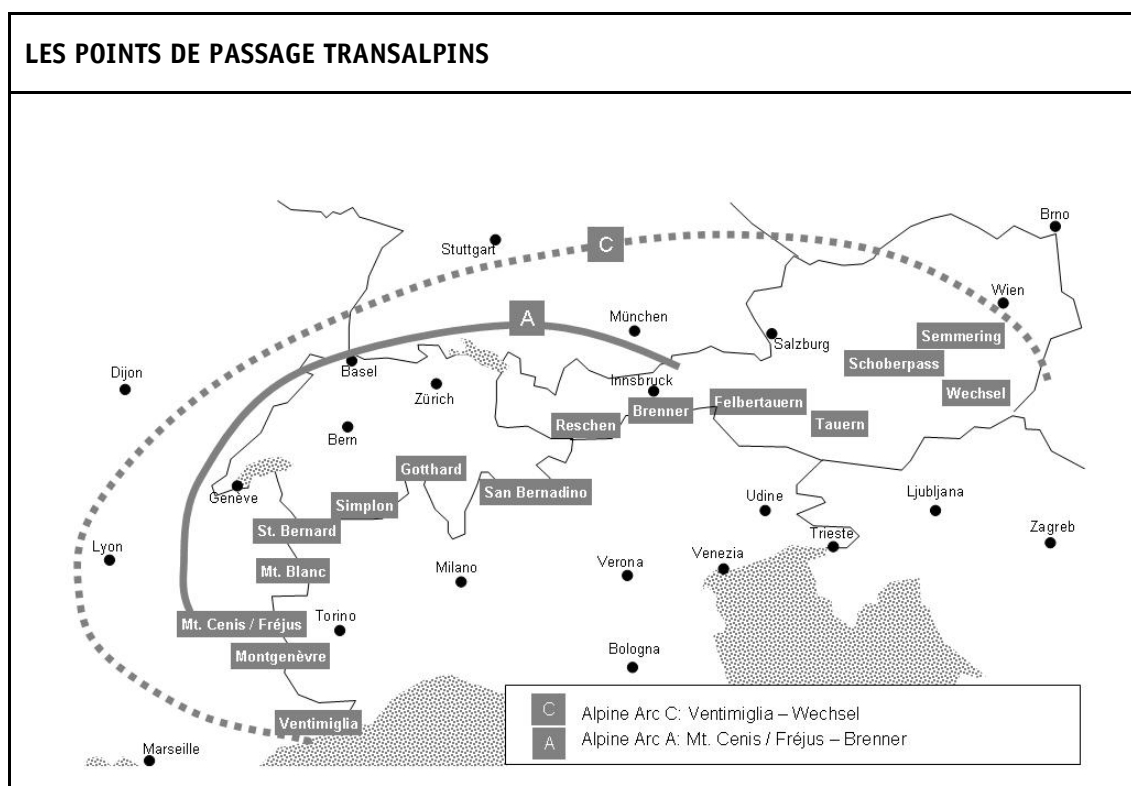 LES POINTS DE PASSAGE TRANSALPINS
Brno
C
Stuttgart
Wien
A
München
Semmering
Salzburg
Schoberpass
Basel
Dijon
Zürich
Innsbruck
Wechsel
Brenner
Felbertauern
Reschen
Tauern
Bern
Gotthard
Genève
San Bernadino
Simplon
Udine
Ljubljana
St. Bernard
Zagreb
Trieste
Lyon
Venezia
Mt. Blanc
Milano
Verona
Mt. Cenis / Fréjus
Torino
Montgenèvre
Bologna
Ventimiglia
Marseille
C Alpine Arc C: Ventimiglia – Wechsel
A Alpine Arc A: Mt. Cenis / Fréjus – Brenner